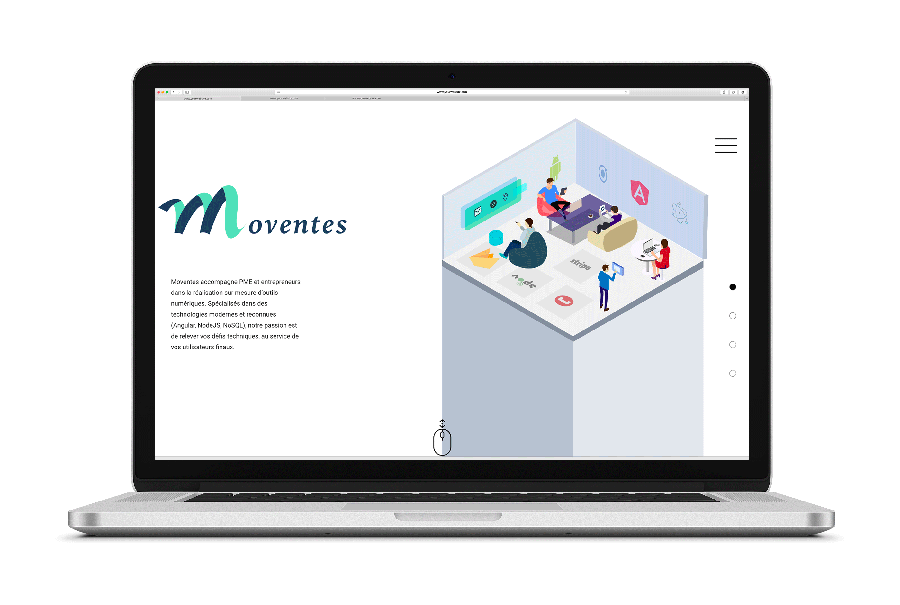 Moventes
Moventes accompagne PME et entrepreneurs
dans la réalisation sur mesure d'outils
numériques. Spécialisés dans des
technologies modernes et reconnues
(Angular, NodeJS, NoSQL), notre passion est
de relever vos défis techniques, au service de
vos utilisateurs finaux.
A
stripe
node